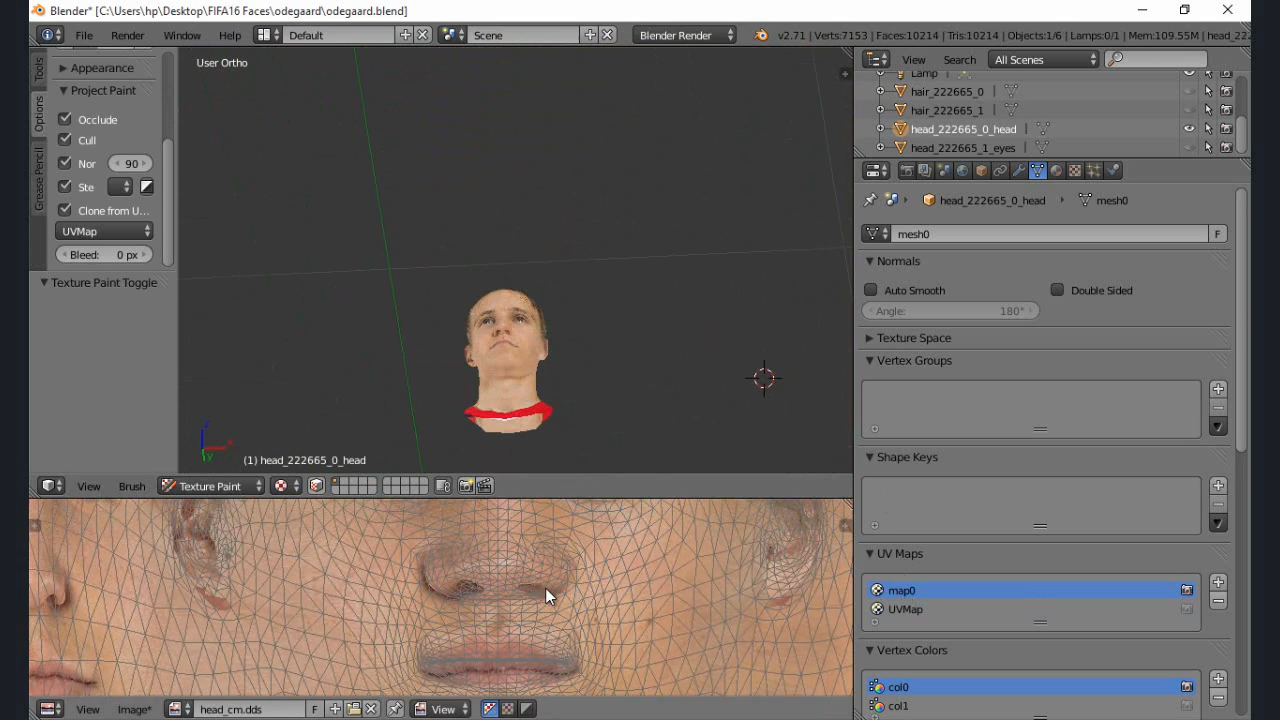 Blender* [C:\Users\hp\Desktop\FIFA16 Faces\odegaard\odegaard.blend]
File Render Window Help Default Scene Blender Render v2.71 | Verts:7153 | Faces:10214 | Tris:10214 | Objects:1/6 | Lamps:0/1 | Mem:109.55M | head_22
Tools
Options
Grease Pencil
Appearance
Project Paint
Occlude
Cull
Nor 90
Ste
Clone from U...
UVMap
Bleed: 0 px
Texture Paint Toggle
User Ortho
z
x
y
(1) head_222665_0_head
View Brush Texture Paint
View Image* head_cm.dds F View
View Search All Scenes
Lamp
hair_222665_0
hair_222665_1
head_222665_0_head
head_222665_1_eyes
head_222665_0_head mesh0
mesh0 F
Normals
Auto Smooth Double Sided
Angle: 180°
Texture Space
Vertex Groups
Shape Keys
UV Maps
map0
UVMap
Vertex Colors
col0
col1